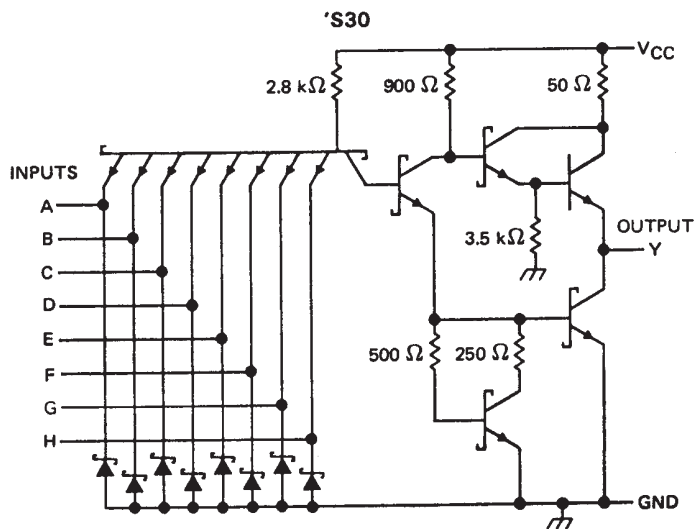 'S30
VCC
2.8 kΩ
900 Ω
50 Ω
INPUTS
A
B
C
D
E
F
G
H
3.5 kΩ
OUTPUT
Y
500 Ω
250 Ω
GND